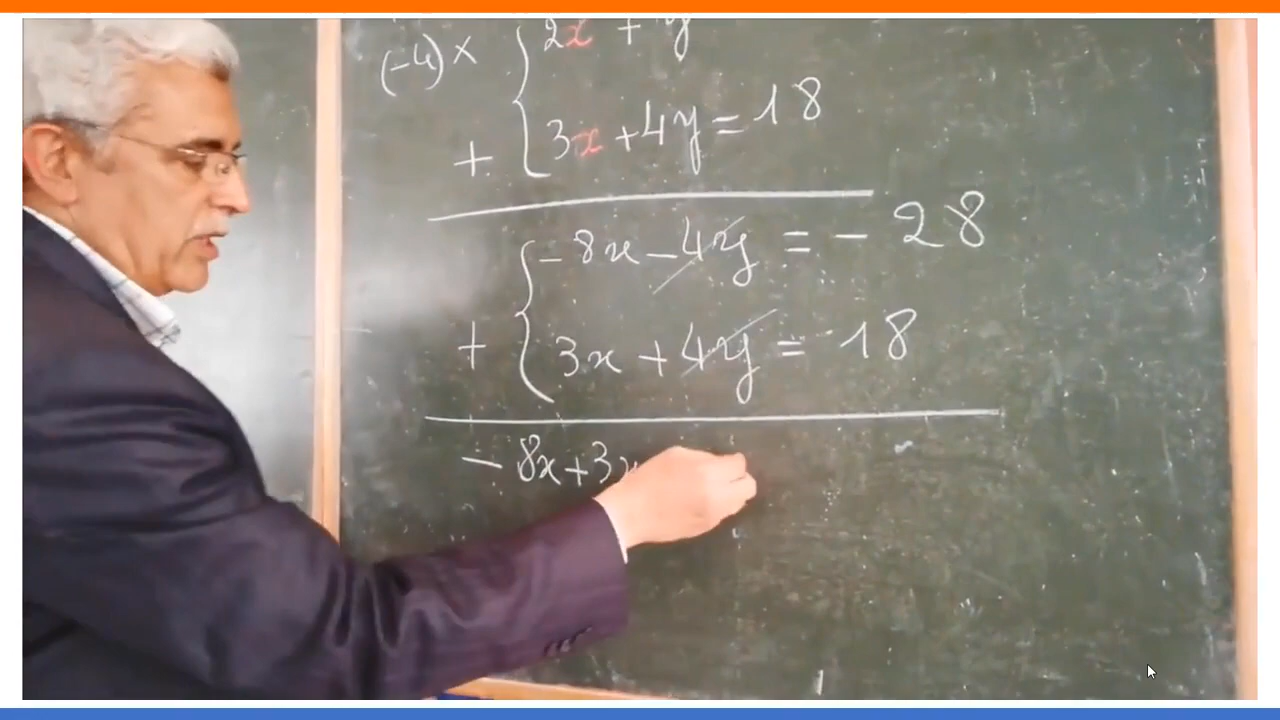 (-4) × { 2x + y
+ { 3x + 4y = 18
{ -8x - 4y = - 28
+ { 3x + 4y = 18
- 8x + 3x